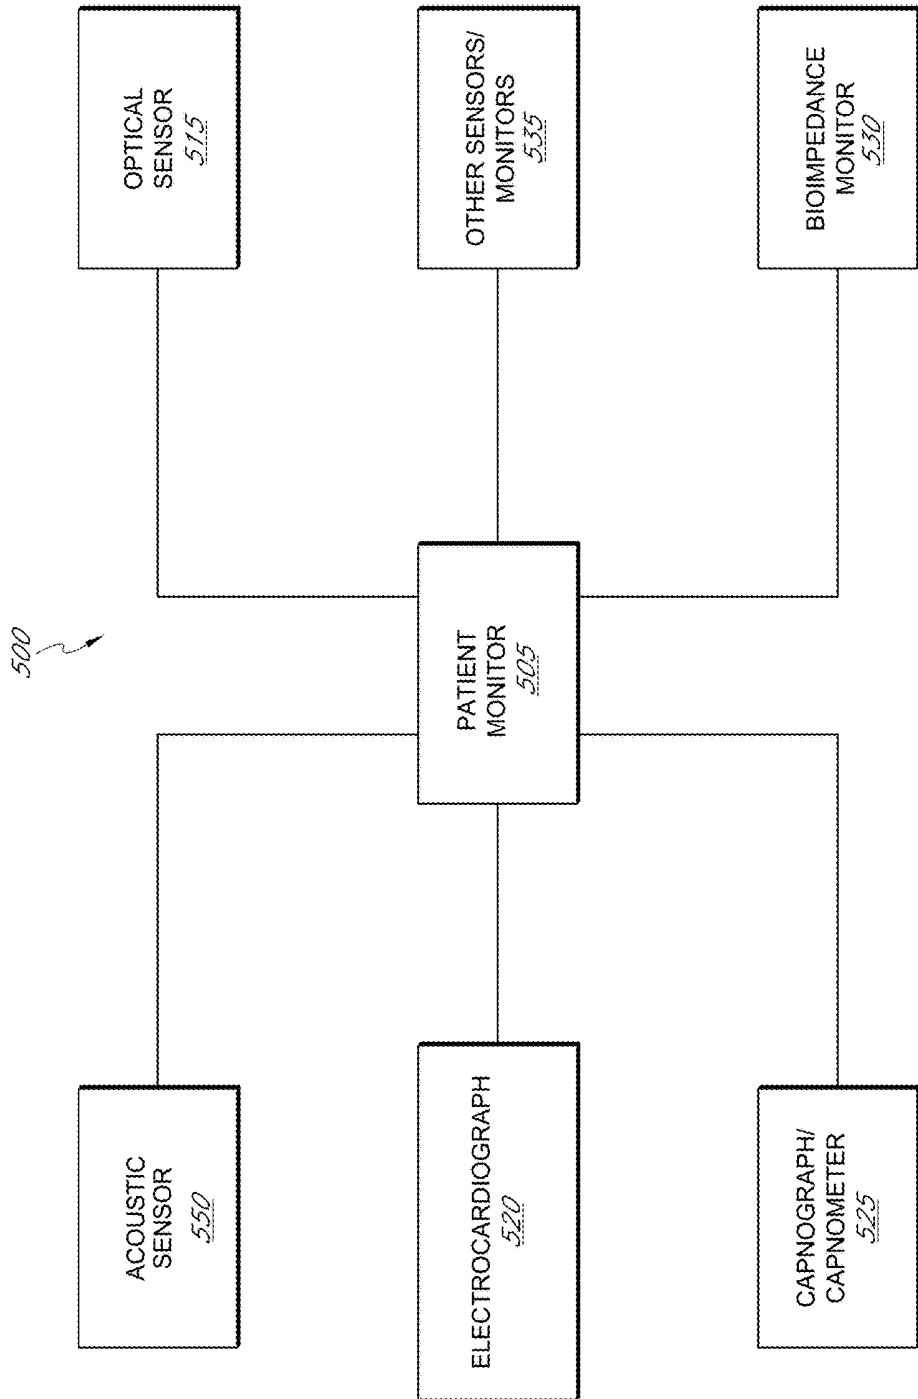 500
ACOUSTIC
SENSOR
550
OPTICAL
SENSOR
515
ELECTROCARDIOGRAPH
520
PATIENT
MONITOR
505
OTHER SENSORS/
MONITORS
535
CAPNOGRAPH/
CAPNOMETER
525
BIOIMPEDANCE
MONITOR
530